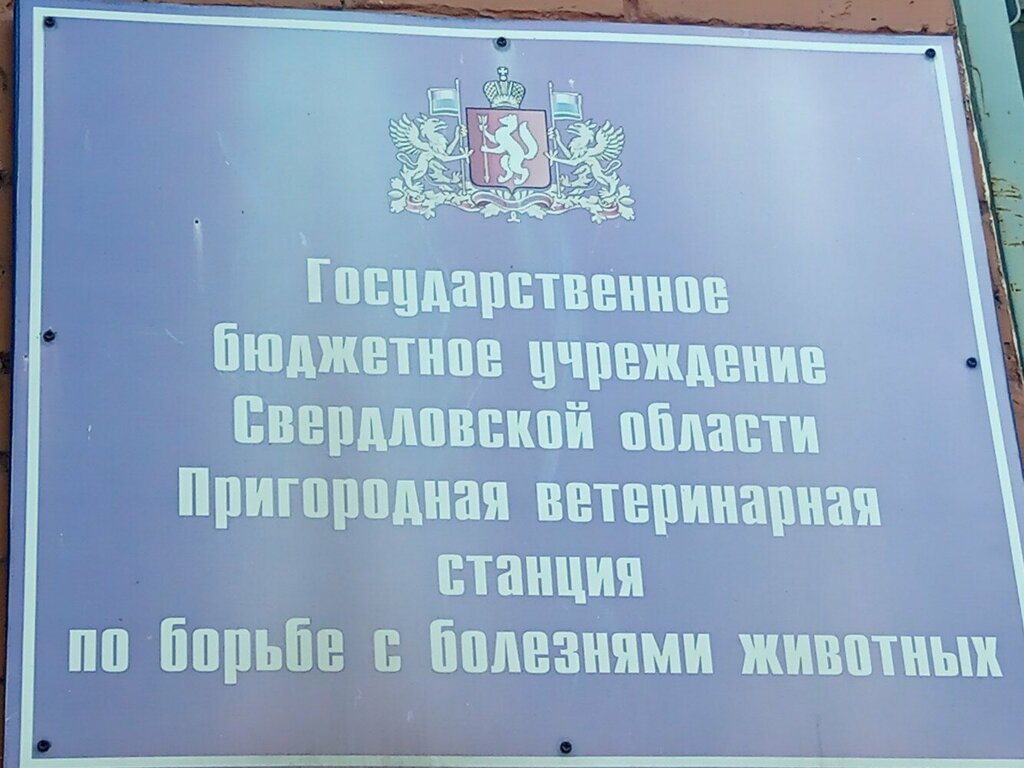 Государственное
бюджетное учреждение
Свердловской области
Пригородная ветеринарная
станция
по борьбе с болезнями животных